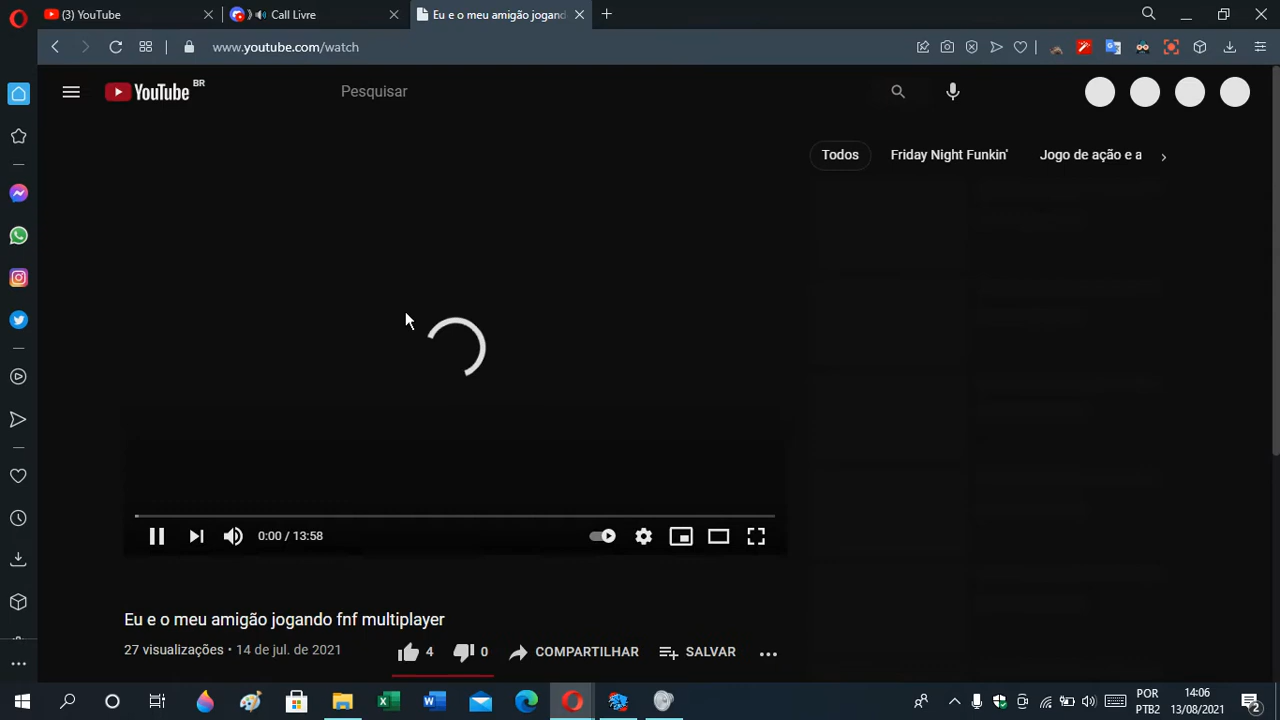 (3) YouTube
Call Livre
Eu e o meu amigão jogando
www.youtube.com/watch
YouTube BR
Pesquisar
Todos
Friday Night Funkin'
Jogo de ação e a
0:00 / 13:58
Eu e o meu amigão jogando fnf multiplayer
27 visualizações • 14 de jul. de 2021
4
0
COMPARTILHAR
SALVAR
POR
PTB2
14:06
13/08/2021
2